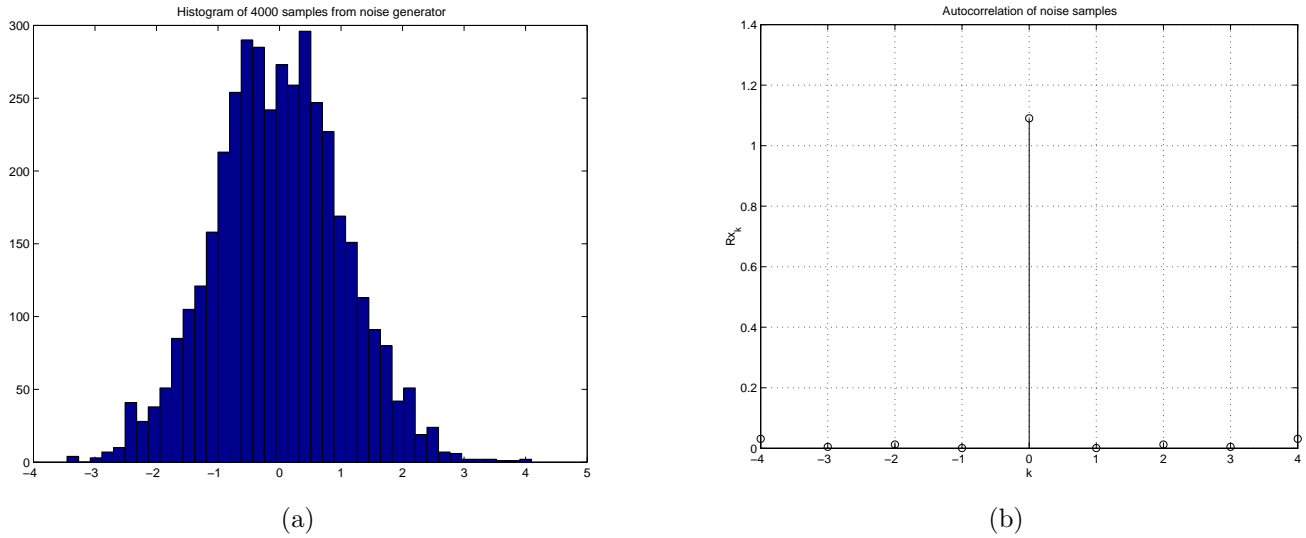 Histogram of 4000 samples from noise generator
300
250
200
150
100
50
0
−4 −3 −2 −1 0 1 2 3 4 5
(a)
Autocorrelation of noise samples
1.4
1.2
1
0.8
0.6
0.4
0.2
0
Rx_k
−4 −3 −2 −1 0 1 2 3 4
k
(b)